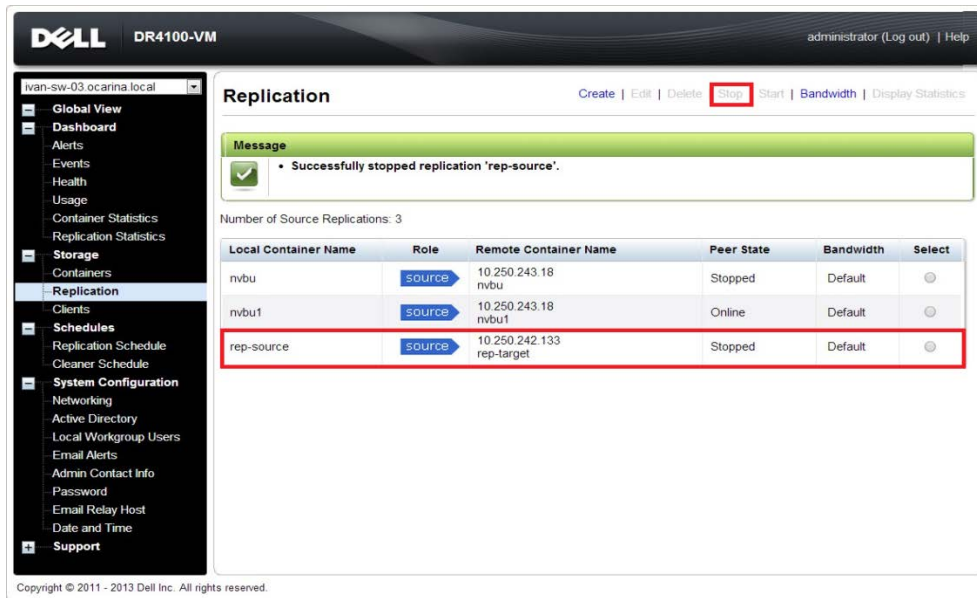 DELL DR4100-VM
administrator (Log out) | Help
ivan-sw-03.ocarina.local
Global View
Dashboard
Alerts
Events
Health
Usage
Container Statistics
Replication Statistics
Storage
Containers
Replication
Clients
Schedules
Replication Schedule
Cleaner Schedule
System Configuration
Networking
Active Directory
Local Workgroup Users
Email Alerts
Admin Contact Info
Password
Email Relay Host
Date and Time
Support
Replication
Create | Edit | Delete | Stop | Start | Bandwidth | Display Statistics
Message
• Successfully stopped replication 'rep-source'.
Number of Source Replications: 3
Local Container Name Role Remote Container Name Peer State Bandwidth Select
nvbu source 10.250.243.18 Stopped Default
nvbu
nvbu1 source 10.250.243.18 Online Default
nvbu1
rep-source source 10.250.242.133 Stopped Default
rep-target
Copyright © 2011 - 2013 Dell Inc. All rights reserved.